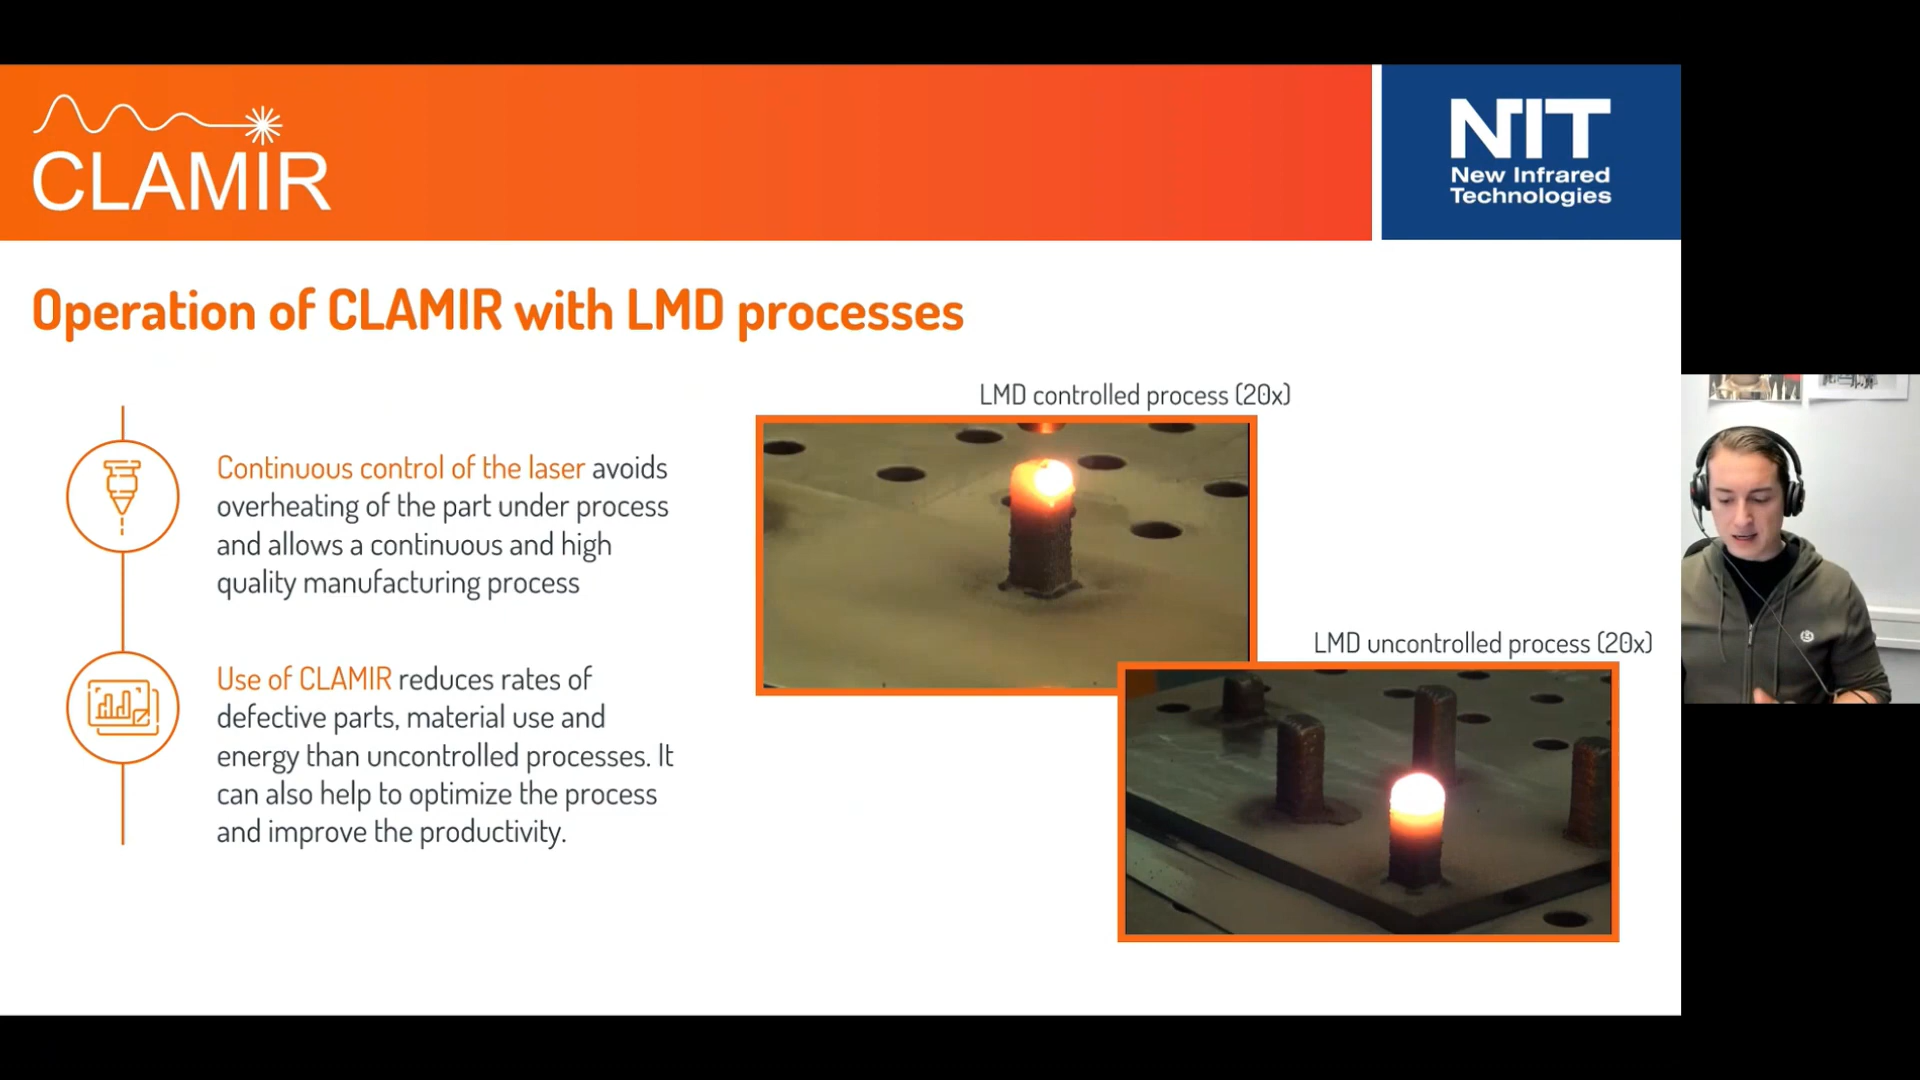 CLAMIR
NIT
New Infrared
Technologies
Operation of CLAMIR with LMD processes
LMD controlled process (20x)
Continuous control of the laser avoids
overheating of the part under process
and allows a continuous and high
quality manufacturing process
LMD uncontrolled process (20x)
Use of CLAMIR reduces rates of
defective parts, material use and
energy than uncontrolled processes. It
can also help to optimize the process
and improve the productivity.